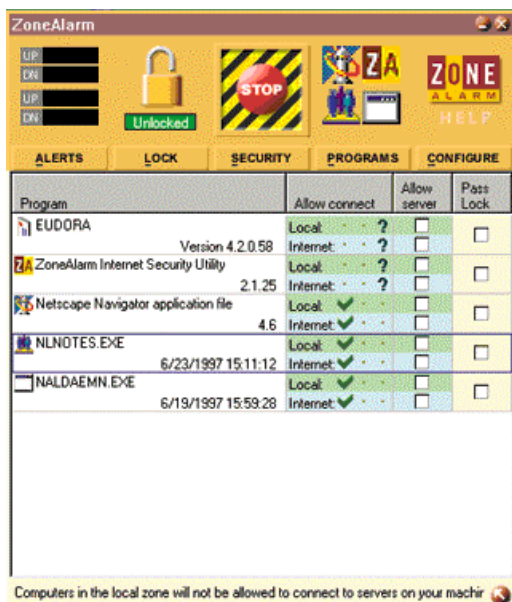 ZoneAlarm
UP
DN
UP
DN
Unlocked
STOP
ZA
ZONE
ALARM
HELP
ALERTS LOCK SECURITY PROGRAMS CONFIGURE
Program Allow connect Allow server Pass Lock
EUDORA Local: ?
Version 4.2.0.58 Internet: ?
ZA ZoneAlarm Internet Security Utility Local: ?
2.1.25 Internet: ?
Netscape Navigator application file Local:
4.6 Internet:
NLNOTES.EXE Local:
6/23/1997 15:11:12 Internet:
NALDAEMN.EXE Local:
6/19/1997 15:59:28 Internet:
Computers in the local zone will not be allowed to connect to servers on your machir